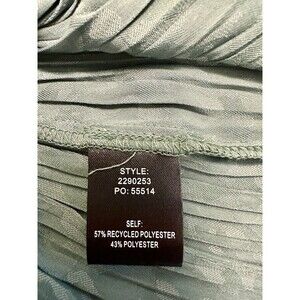 STYLE:
2290253
PO: 55514
SELF:
57% RECYCLED POLYESTER
43% POLYESTER